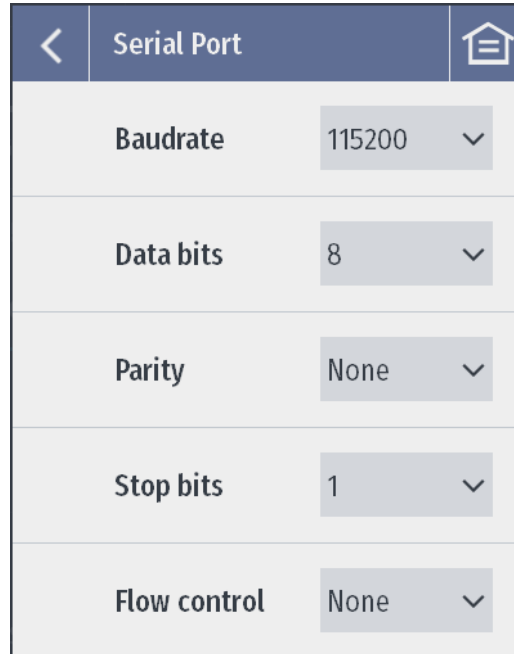 Serial Port
Baudrate 115200
Data bits 8
Parity None
Stop bits 1
Flow control None